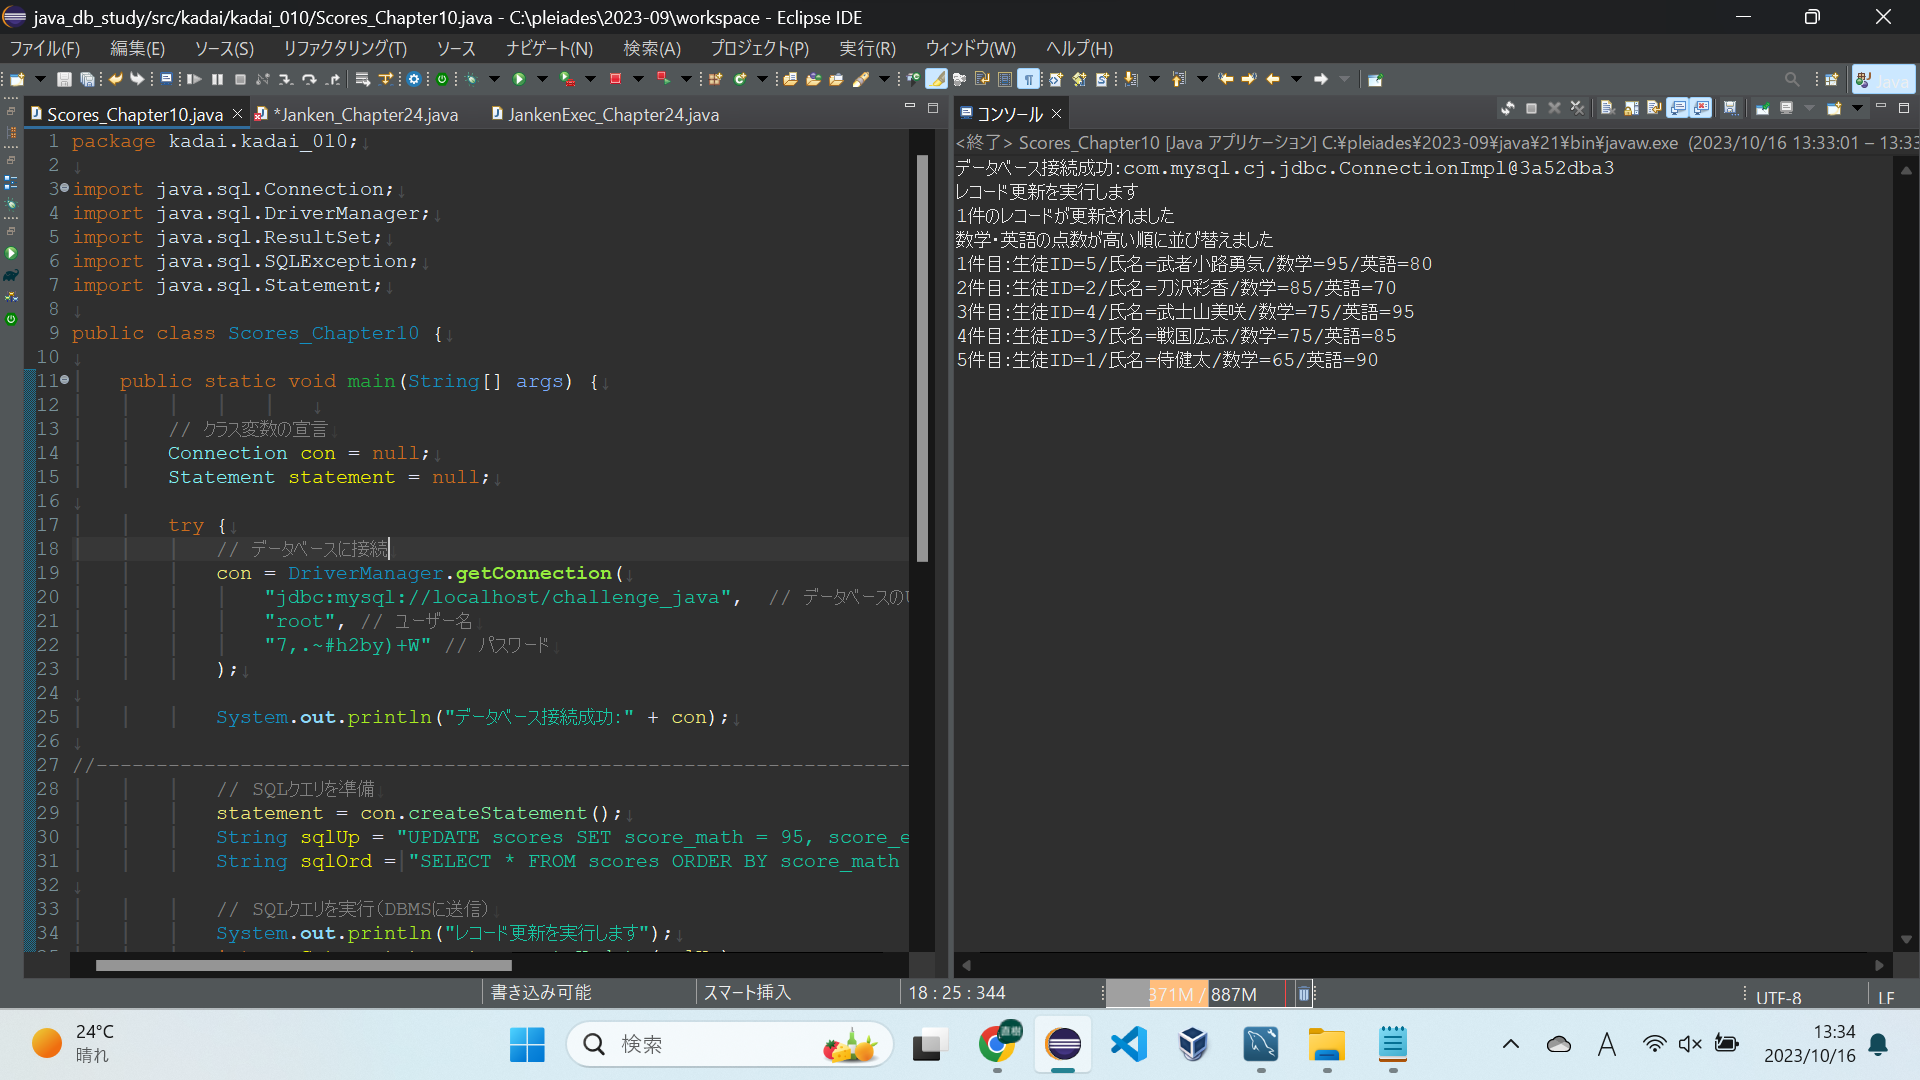 java_db_study/src/kadai/kadai_010/Scores_Chapter10.java - C:\pleiades\2023-09\workspace - Eclipse IDE
ファイル(F) 編集(E) ソース(S) リファクタリング(T) ソース ナビゲート(N) 検索(A) プロジェクト(P) 実行(R) ウィンドウ(W) ヘルプ(H)
Java
Scores_Chapter10.java *Janken_Chapter24.java JankenExec_Chapter24.java
1 package kadai.kadai_010;
2
3 import java.sql.Connection;
4 import java.sql.DriverManager;
5 import java.sql.ResultSet;
6 import java.sql.SQLException;
7 import java.sql.Statement;
8
9 public class Scores_Chapter10 {
10
11 public static void main(String[] args) {
12
13 // クラス変数の宣言
14 Connection con = null;
15 Statement statement = null;
16
17 try {
18 // データベースに接続
19 con = DriverManager.getConnection(
20 "jdbc:mysql://localhost/challenge_java", // データベースの
21 "root", // ユーザー名
22 "7,.~#h2by)+W" // パスワード
23 );
24
25 System.out.println("データベース接続成功:" + con);
26
27 //--------------------------------------------------------------------
28 // SQLクエリを準備
29 statement = con.createStatement();
30 String sqlUp = "UPDATE scores SET score_math = 95, score_e
31 String sqlOrd = "SELECT * FROM scores ORDER BY score_math
32
33 // SQLクエリを実行(DBMSに送信)
34 System.out.println("レコード更新を実行します");
コンソール
<終了> Scores_Chapter10 [Java アプリケーション] C:¥pleiades¥2023-09¥java¥21¥bin¥javaw.exe (2023/10/16 13:33:01 – 13:33
データベース接続成功:com.mysql.cj.jdbc.ConnectionImpl@3a52dba3
レコード更新を実行します
1件のレコードが更新されました
数学・英語の点数が高い順に並び替えました
1件目:生徒ID=5/氏名=武者小路勇気/数学=95/英語=80
2件目:生徒ID=2/氏名=刀沢彩香/数学=85/英語=70
3件目:生徒ID=4/氏名=武士山美咲/数学=75/英語=95
4件目:生徒ID=3/氏名=戦国広志/数学=75/英語=85
5件目:生徒ID=1/氏名=侍健太/数学=65/英語=90
書き込み可能 スマート挿入 18 : 25 : 344 371M / 887M UTF-8 LF
24°C
晴れ
検索
直樹
A
13:34
2023/10/16